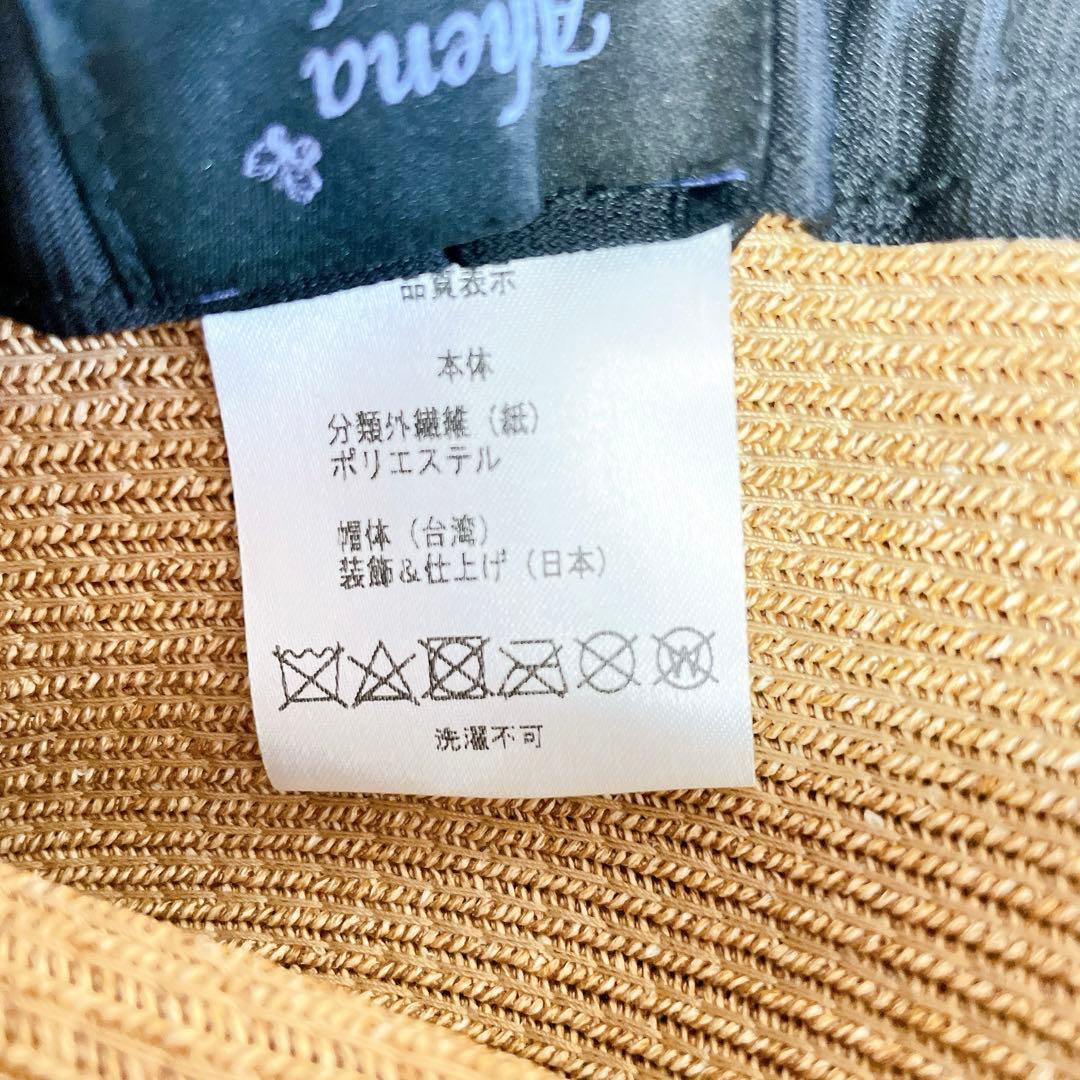 Athena
品質表示
本体
分類外繊維（紙）
ポリエステル
帽体（台湾）
装飾&仕上げ（日本）
W
洗濯不可